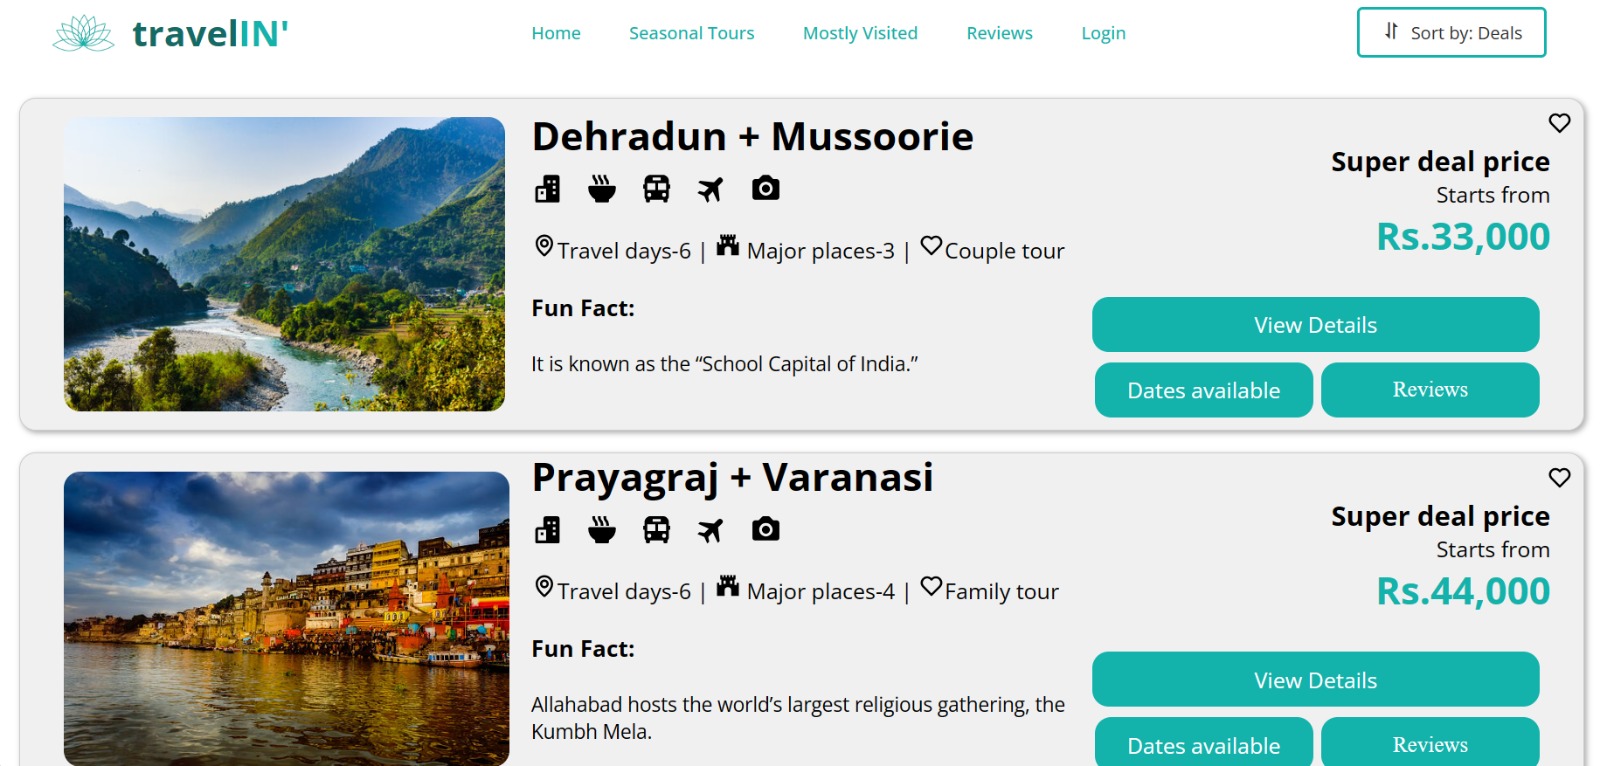 travelIN'
Home Seasonal Tours Mostly Visited Reviews Login
Sort by: Deals
Dehradun + Mussoorie
Travel days-6 | Major places-3 | Couple tour
Fun Fact:
It is known as the “School Capital of India.”
Super deal price
Starts from
Rs.33,000
View Details
Dates available
Reviews
Prayagraj + Varanasi
Travel days-6 | Major places-4 | Family tour
Fun Fact:
Allahabad hosts the world’s largest religious gathering, the
Kumbh Mela.
Super deal price
Starts from
Rs.44,000
View Details
Dates available
Reviews